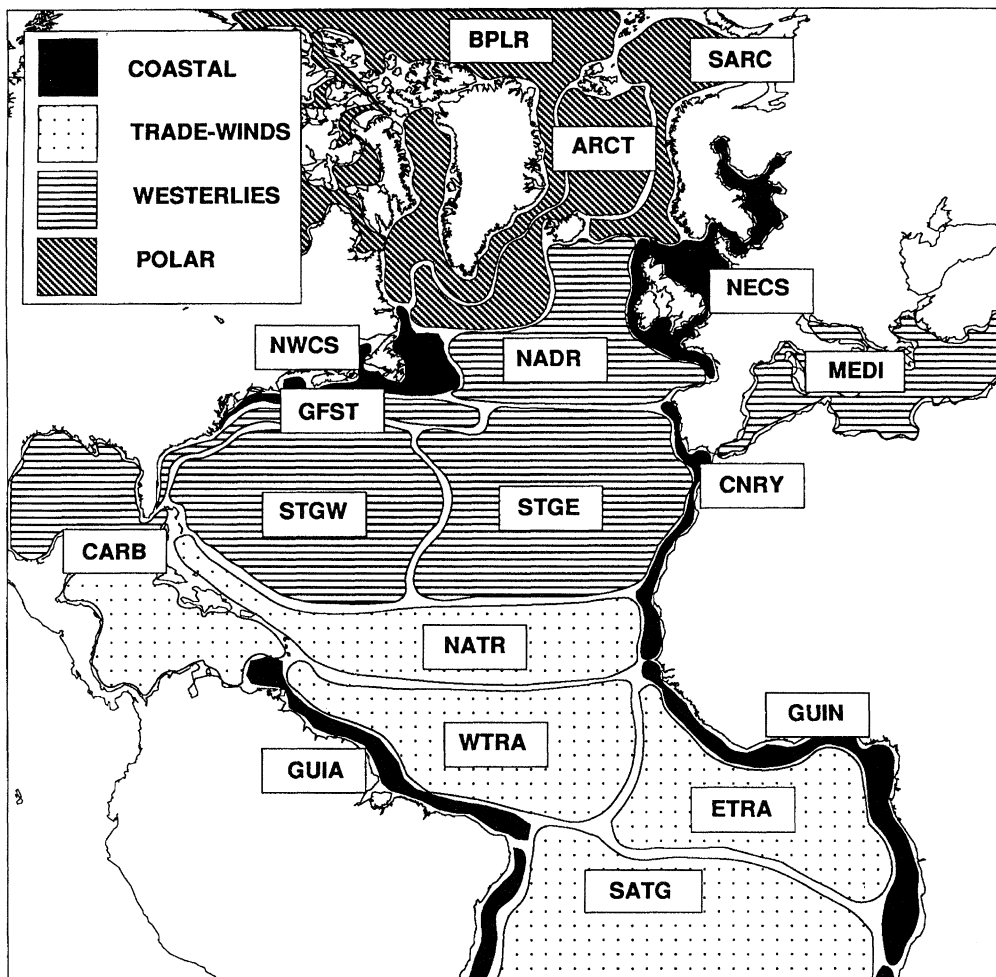 COASTAL
TRADE-WINDS
WESTERLIES
POLAR
BPLR
SARC
ARCT
NECS
NWCS
NADR
MEDI
GFST
CNRY
STGW
STGE
CARB
NATR
GUIN
WTRA
GUIA
ETRA
SATG